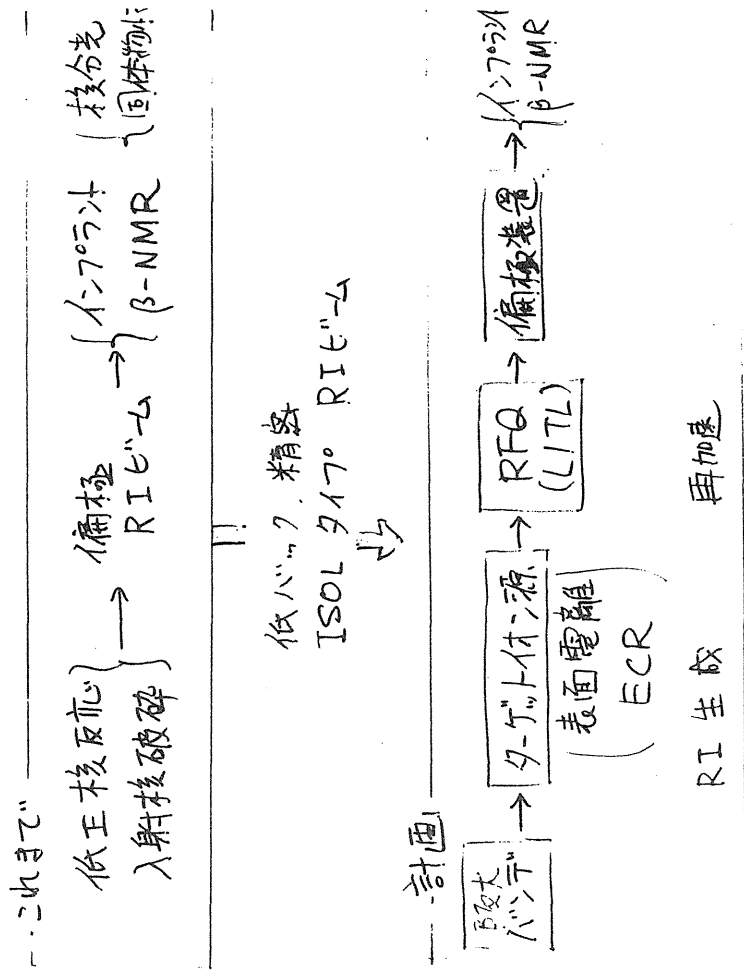 これまで
低E核反応
入射核破砕
→
偏極
RIビーム
→
インプラント
β-NMR
核分光
固体物性
低バック、精密
ISOLタイプ RIビーム
計画
阪大
バンデ
→
ターゲットイオン源
表面電離
ECR
→
RFQ
(LITL)
→
偏極装置
→
インプラント
β-NMR
RI生成
再加速